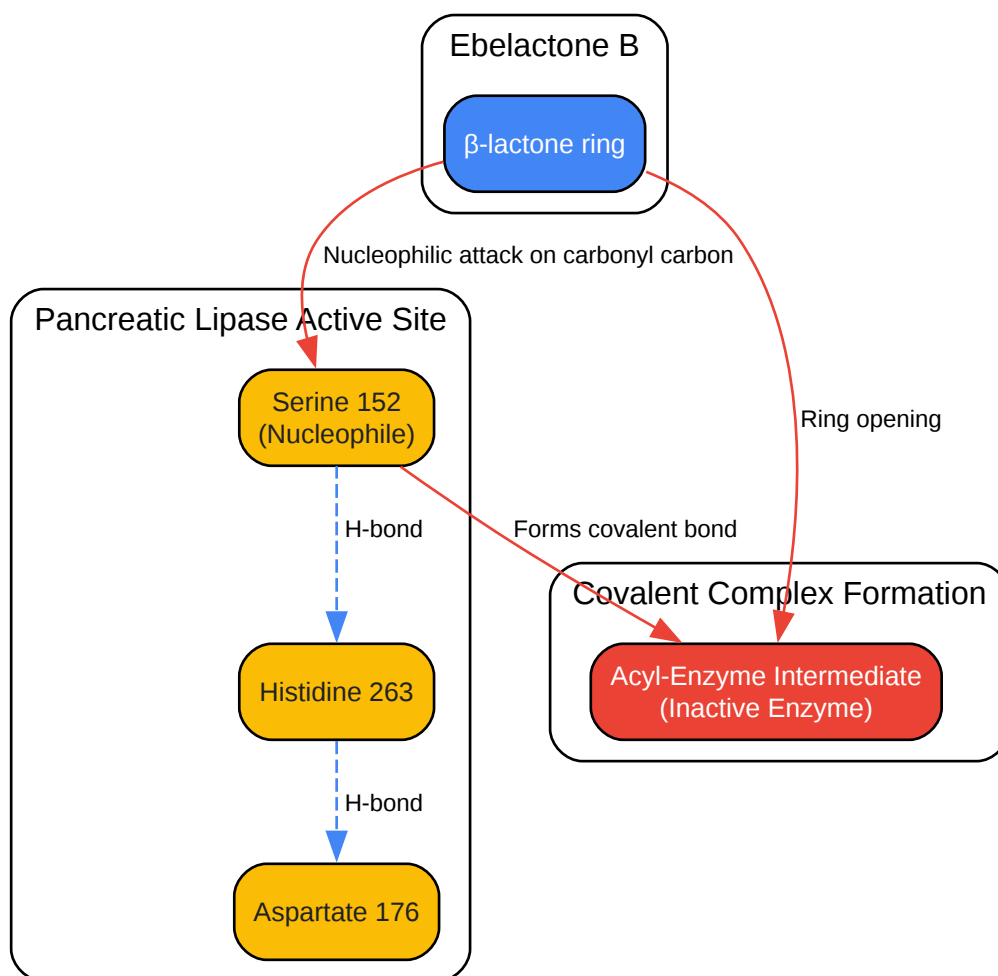 Ebelactone B
β-lactone ring
Nucleophilic attack on carbonyl carbon
Pancreatic Lipase Active Site
Serine 152
(Nucleophile)
Ring opening
H-bond
Forms covalent bond
Covalent Complex Formation
Histidine 263
Acyl-Enzyme Intermediate
(Inactive Enzyme)
H-bond
Aspartate 176